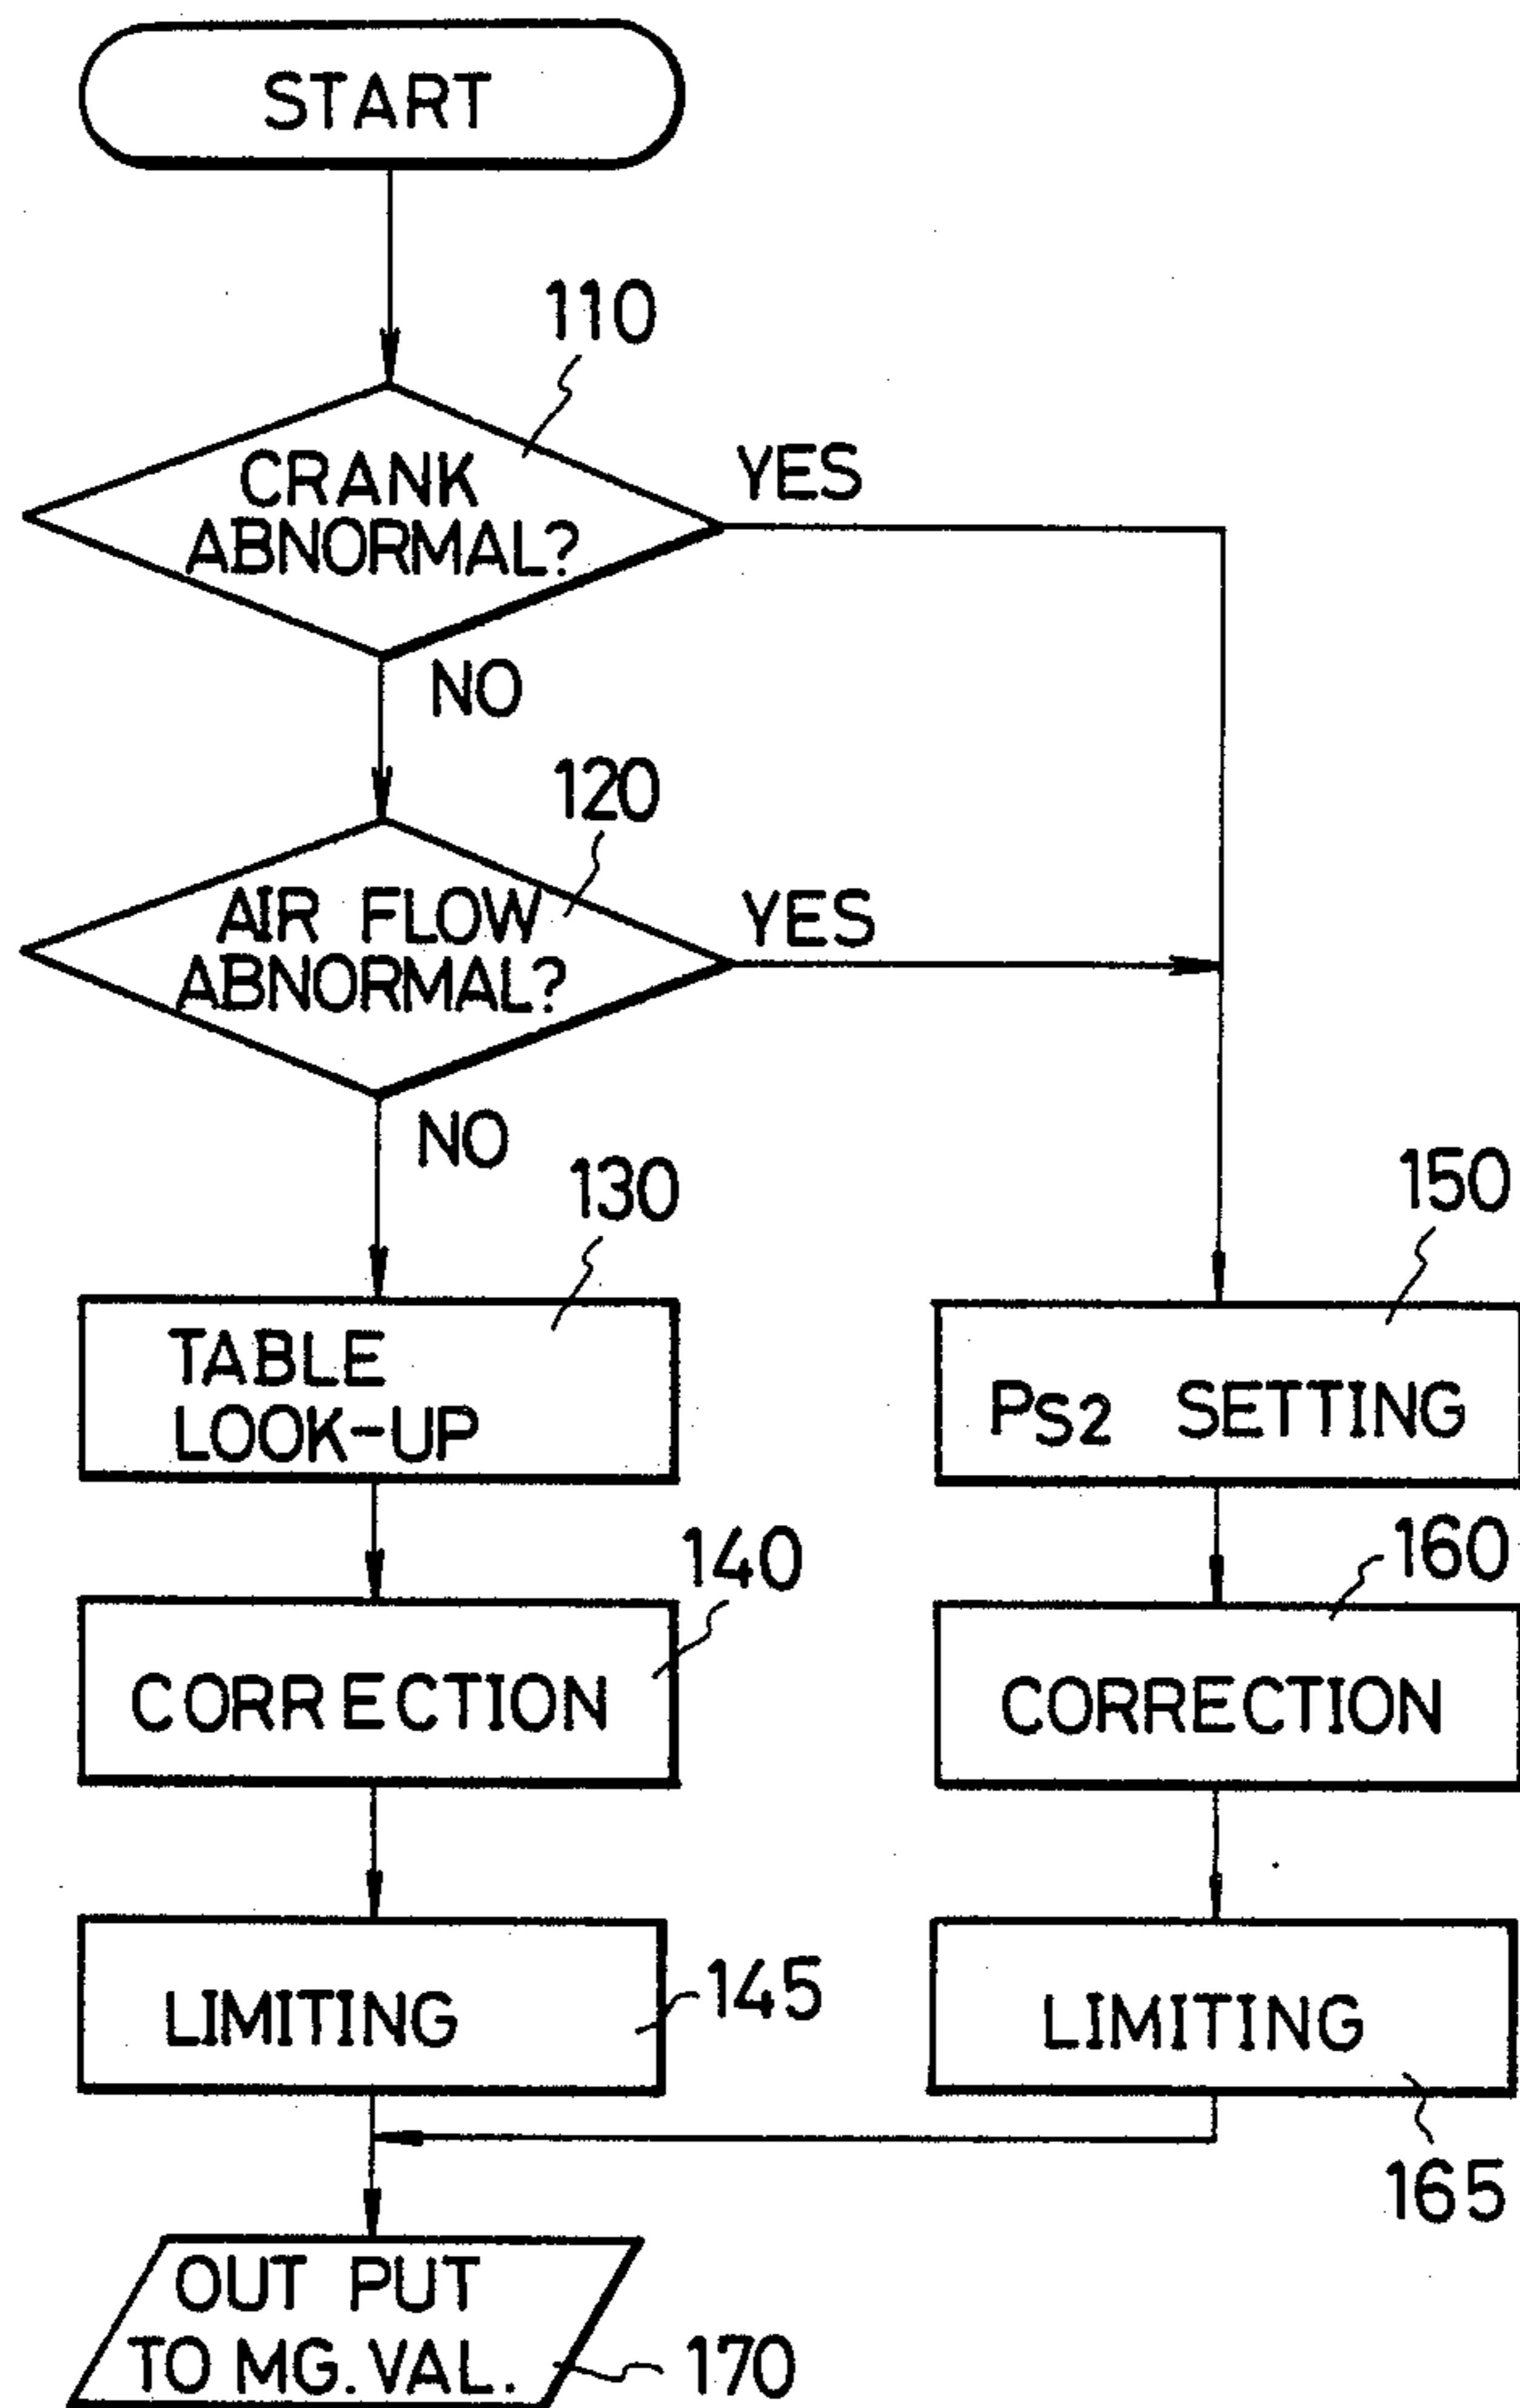 START
110
CRANK
ABNORMAL?
YES
NO
120
AIR FLOW
ABNORMAL?
YES
NO
130
TABLE
LOOK-UP
150
PS2 SETTING
140
CORRECTION
160
CORRECTION
LIMITING
145
LIMITING
165
OUT PUT
TO MG. VAL.
170